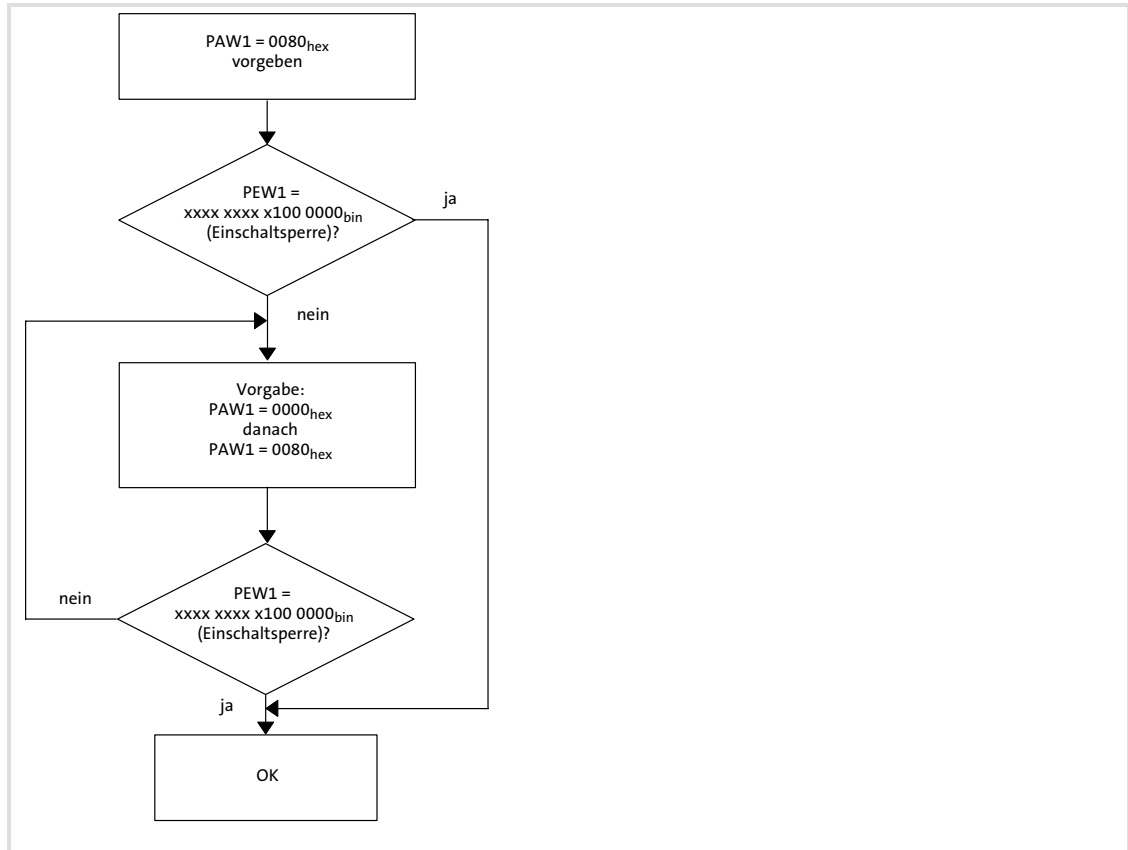 PAW1 = 0080hex
vorgeben
PEW1 =
xxxx xxxx x100 0000bin
(Einschaltsperre)?
ja
nein
Vorgabe:
PAW1 = 0000hex
danach
PAW1 = 0080hex
nein
PEW1 =
xxxx xxxx x100 0000bin
(Einschaltsperre)?
ja
OK